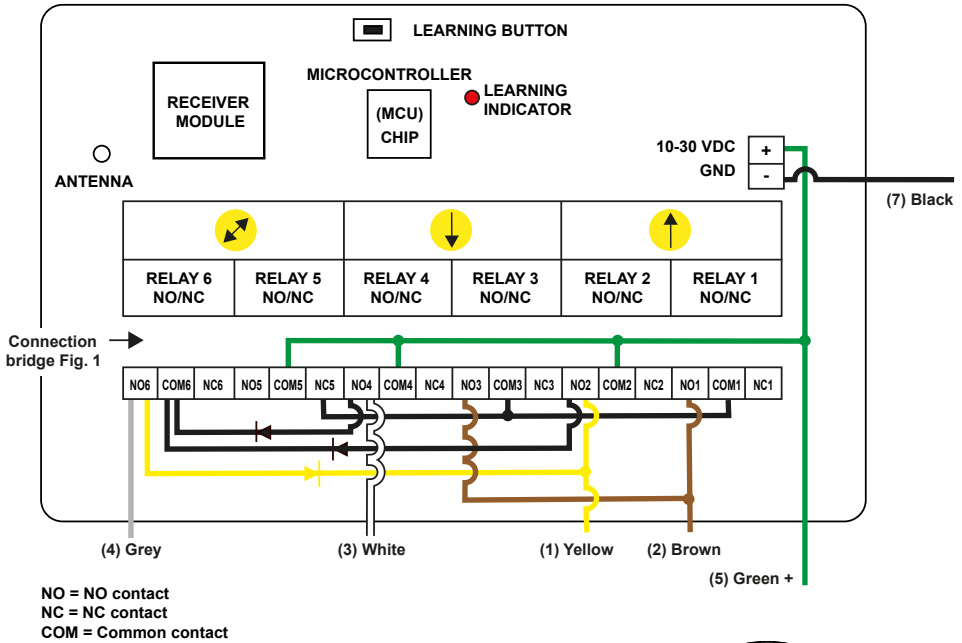 LEARNING BUTTON
MICROCONTROLLER
LEARNING
INDICATOR
RECEIVER
MODULE
(MCU)
CHIP
10-30 VDC
+
GND
-
ANTENNA
(7) Black
RELAY 6
NO/NC
RELAY 5
NO/NC
RELAY 4
NO/NC
RELAY 3
NO/NC
RELAY 2
NO/NC
RELAY 1
NO/NC
Connection
bridge Fig. 1
NO6 COM6 NC6 NO5 COM5 NC5 NO4 COM4 NC4 NO3 COM3 NC3 NO2 COM2 NC2 NO1 COM1 NC1
(4) Grey
(3) White
(1) Yellow
(2) Brown
(5) Green +
NO = NO contact
NC = NC contact
COM = Common contact